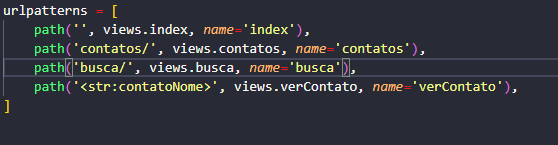 urlpatterns = [
    path('', views.index, name='index'),
    path('contatos/', views.contatos, name='contatos'),
    path('busca/', views.busca, name='busca'),
    path('<str:contatoNome>', views.verContato, name='verContato'),
]